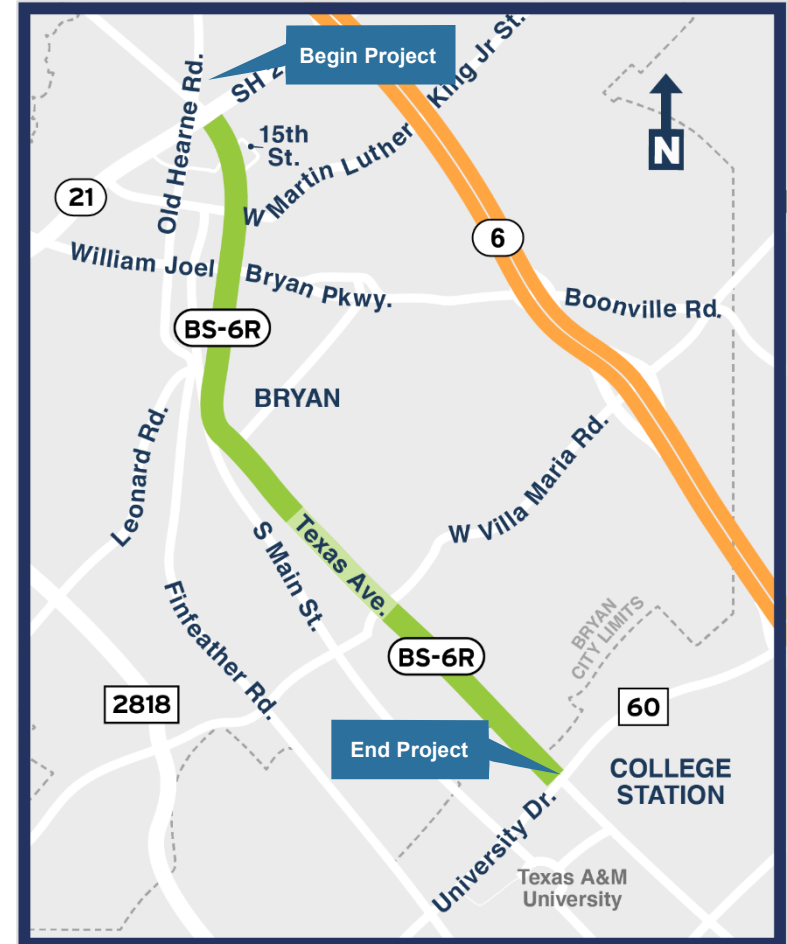 Begin Project
SH 2
King Jr St.
Old Hearne Rd.
15th
St.
N
W Martin Luther
21
6
William Joel
Bryan Pkwy.
Boonville Rd.
BS-6R
BRYAN
Leonard Rd.
W Villa Maria Rd.
S Main St.
Texas Ave.
Finfeather Rd.
BRYAN
CITY LIMITS
BS-6R
2818
60
End Project
COLLEGE
STATION
University Dr.
Texas A&M
University